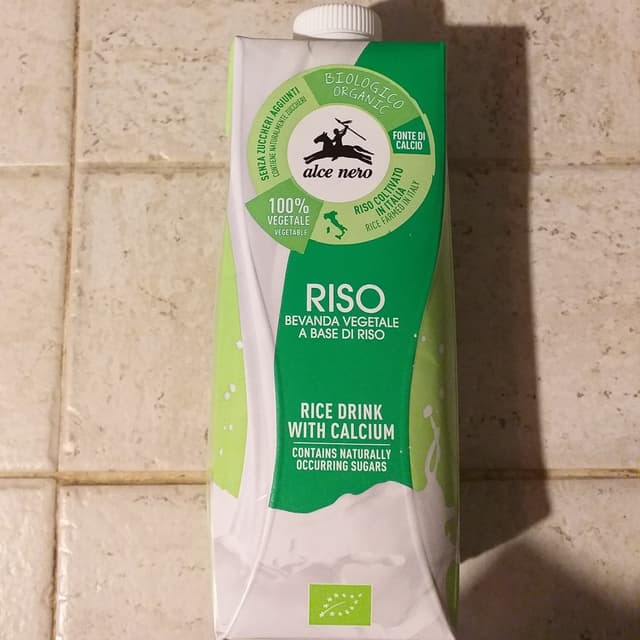 BIOLOGICO
ORGANIC
SENZA ZUCCHERI AGGIUNTI
CONTIENE NATURALMENTE ZUCCHERI
FONTE DI
CALCIO
alce nero
100%
VEGETALE
VEGETABLE
RISO COLTIVATO
IN ITALIA
RICE FARMED IN ITALY
RISO
BEVANDA VEGETALE
A BASE DI RISO
RICE DRINK
WITH CALCIUM
CONTAINS NATURALLY
OCCURRING SUGARS